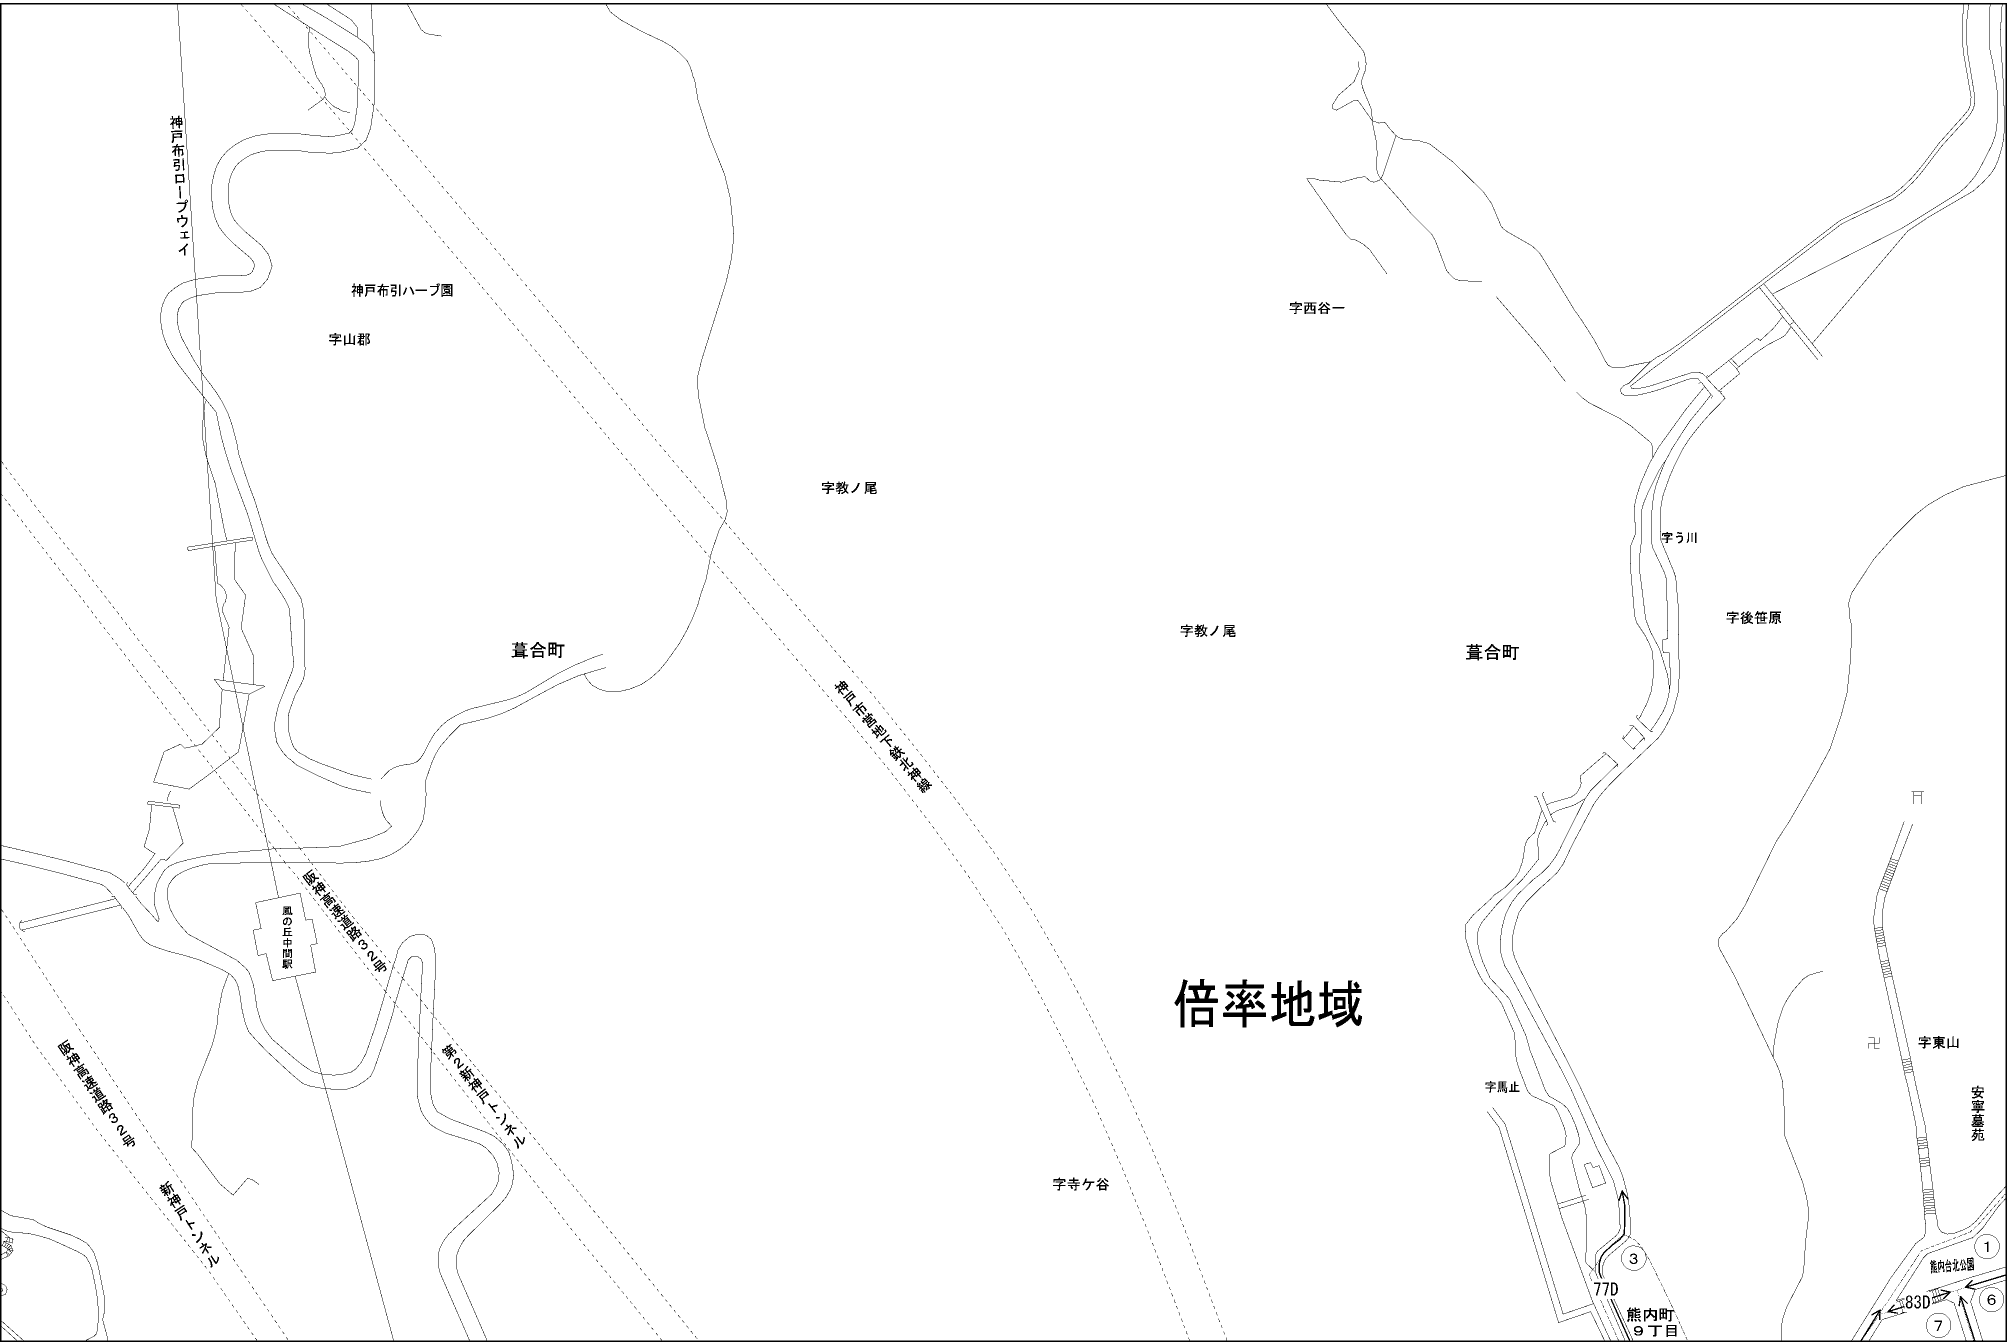 神戸布引ロープウェイ
神戸布引ハーブ園
字山郡
字西谷一
字教ノ尾
字う川
字後笹原
字教ノ尾
葺合町
葺合町
神戸市営地下鉄北神線
阪神高速道路32号
風の丘中間駅
倍率地域
阪神高速道路32号
第2新神戸トンネル
字東山
字馬止
安寧墓苑
字寺ケ谷
新神戸トンネル
1
3
熊内台北公園
77D
83D
6
熊内町
9丁目
7